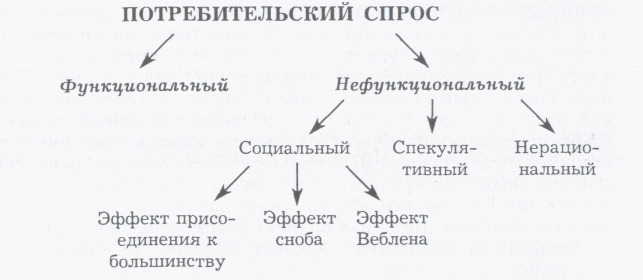 ПОТРЕБИТЕЛЬСКИЙ СПРОС
Функциональный
Нефункциональный
Социальный
Спекуля-
тивный
Нерацио-
нальный
Эффект присо-
единения к
большинству
Эффект
сноба
Эффект
Веблена